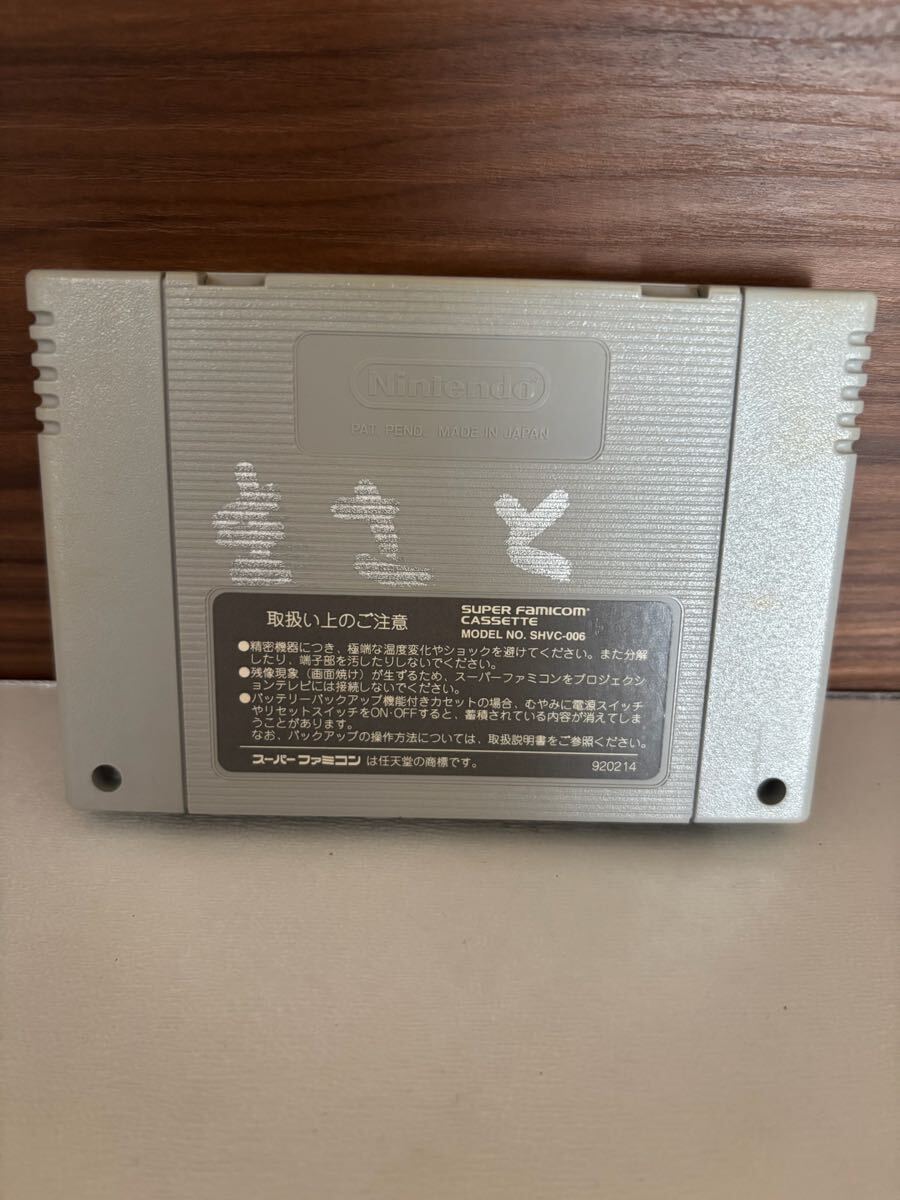 Nintendo
PAT. PEND. MADE IN JAPAN
まさと
取扱い上のご注意
SUPER FAMICOM
CASSETTE
MODEL NO. SHVC-006
●精密機器につき、極端な温度変化やショックを避けてください。また分解
したり、端子部を汚したりしないでください。
●残像現象(画面焼け)が生ずるため、スーパーファミコンをプロジェクシ
ョンテレビには接続しないでください。
●バッテリーバックアップ機能付きカセットの場合、むやみに電源スイッチ
やリセットスイッチをON・OFFすると、蓄積されている内容が消えてしま
うことがあります。
なお、バックアップの操作方法については、取扱説明書をご参照ください。
スーパーファミコンは任天堂の商標です。
920214